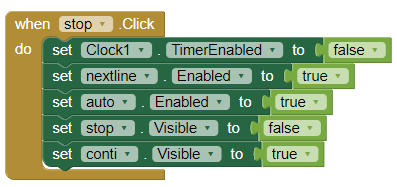 when stop .Click
do set Clock1 . TimerEnabled to false
set nextline . Enabled to true
set auto . Enabled to true
set stop . Visible to false
set conti . Visible to true